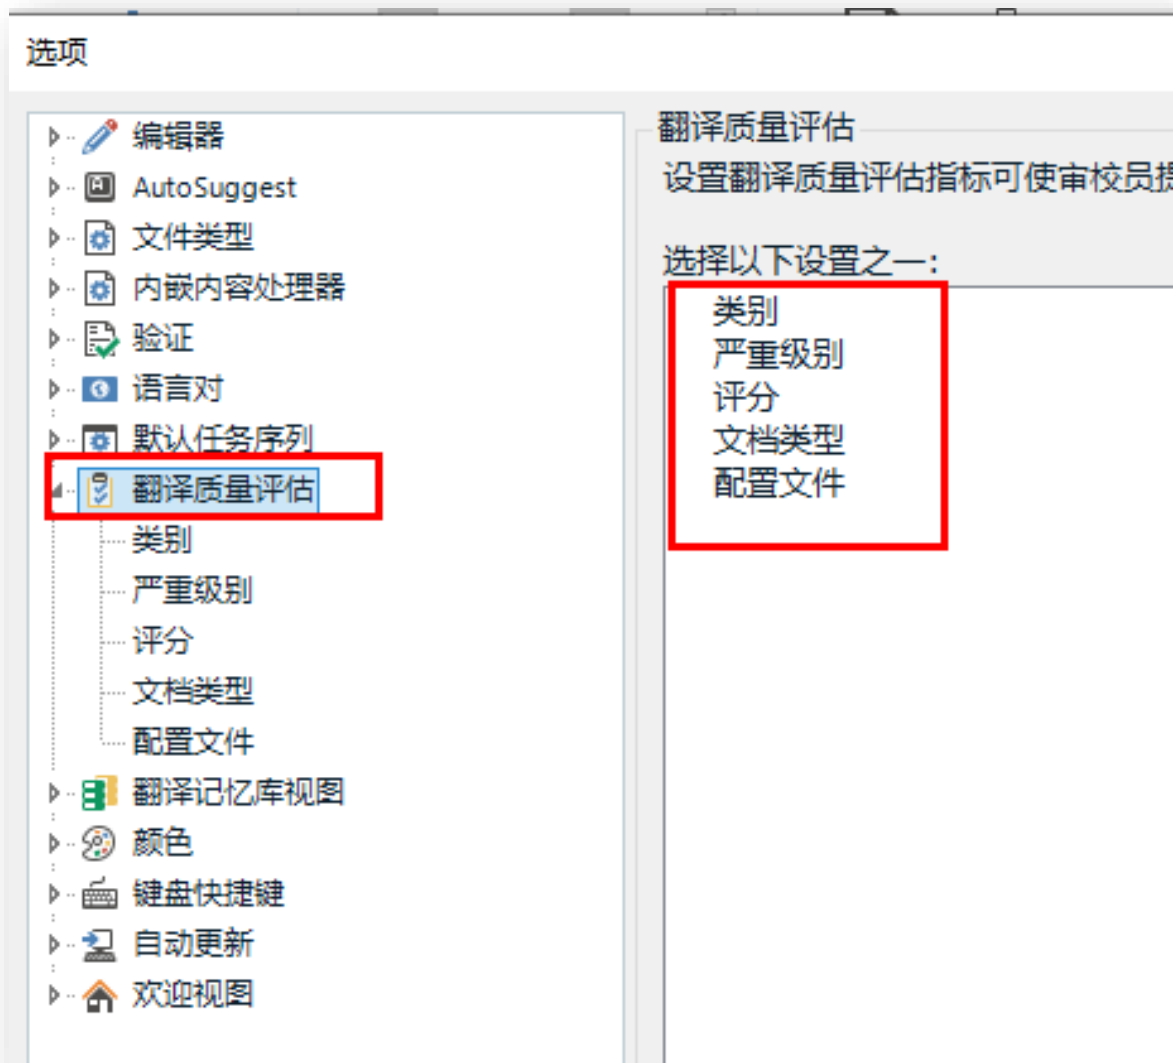 选项
编辑器
AutoSuggest
文件类型
内嵌内容处理器
验证
语言对
默认任务序列
翻译质量评估
类别
严重级别
评分
文档类型
配置文件
翻译记忆库视图
颜色
键盘快捷键
自动更新
欢迎视图
翻译质量评估
设置翻译质量评估指标可使审校员提
选择以下设置之一:
类别
严重级别
评分
文档类型
配置文件